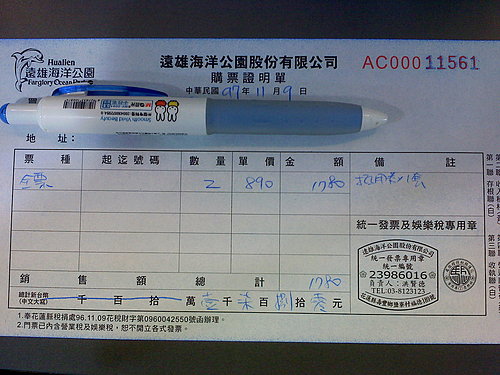 Hualien
遠雄海洋公園
Farglory Ocean Park
遠雄海洋公園股份有限公司
購票證明單
AC000 11561
中華民國 97 年 11 月 9 日
地 址:
票 種 起迄號碼 數 量 單 價 金 額 備 註
全票 2 890 1780
統一發票及娛樂稅專用章
銷 售 額 總 計 1780
總計新台幣
(中文大寫) 千 百 拾 萬 壹 千 柒 百 捌 拾 零 元
遠雄海洋公園股份有限公司
統一發票專用章
統一編號
23986016
負責人:洪賢德
TEL:03-8123123
1.奉花蓮縣稅捐處96.11.09花稅財字第0960042550號函辦理。
2.門票已內含營業稅及娛樂稅,恕不開立各式發票。